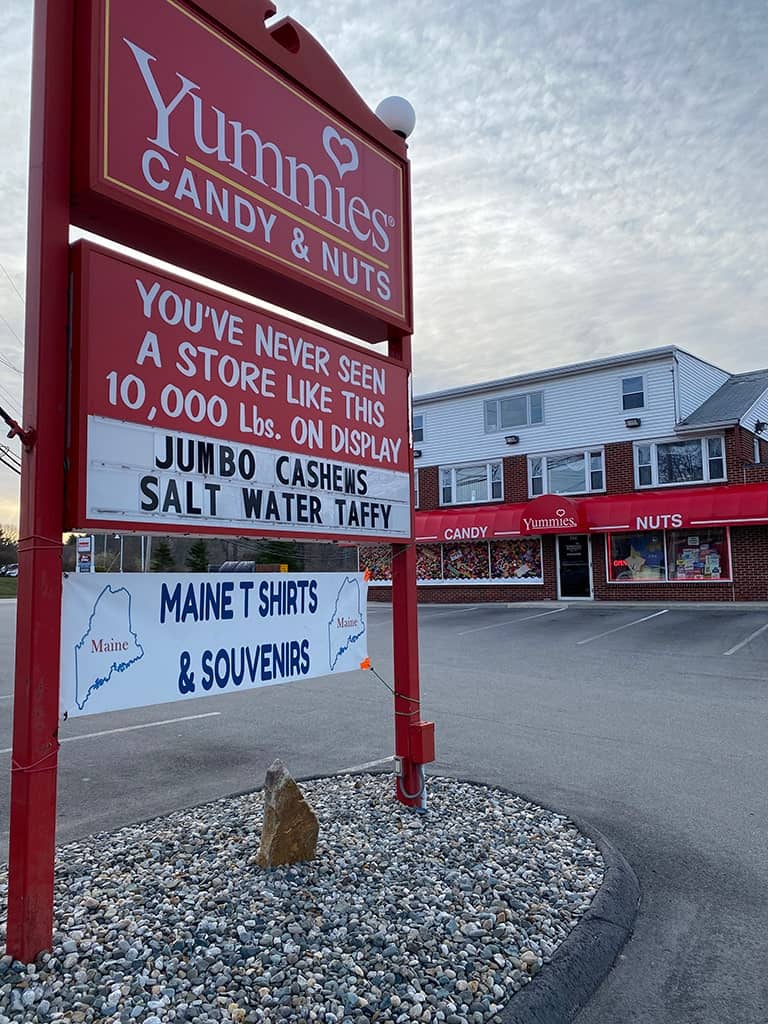 Yummies®
CANDY & NUTS
YOU'VE NEVER SEEN
A STORE LIKE THIS
10,000 Lbs. ON DISPLAY
JUMBO CASHEWS
SALT WATER TAFFY
MAINE T SHIRTS
& SOUVENIRS
Maine
Maine
CANDY
Yummies
NUTS
OPEN